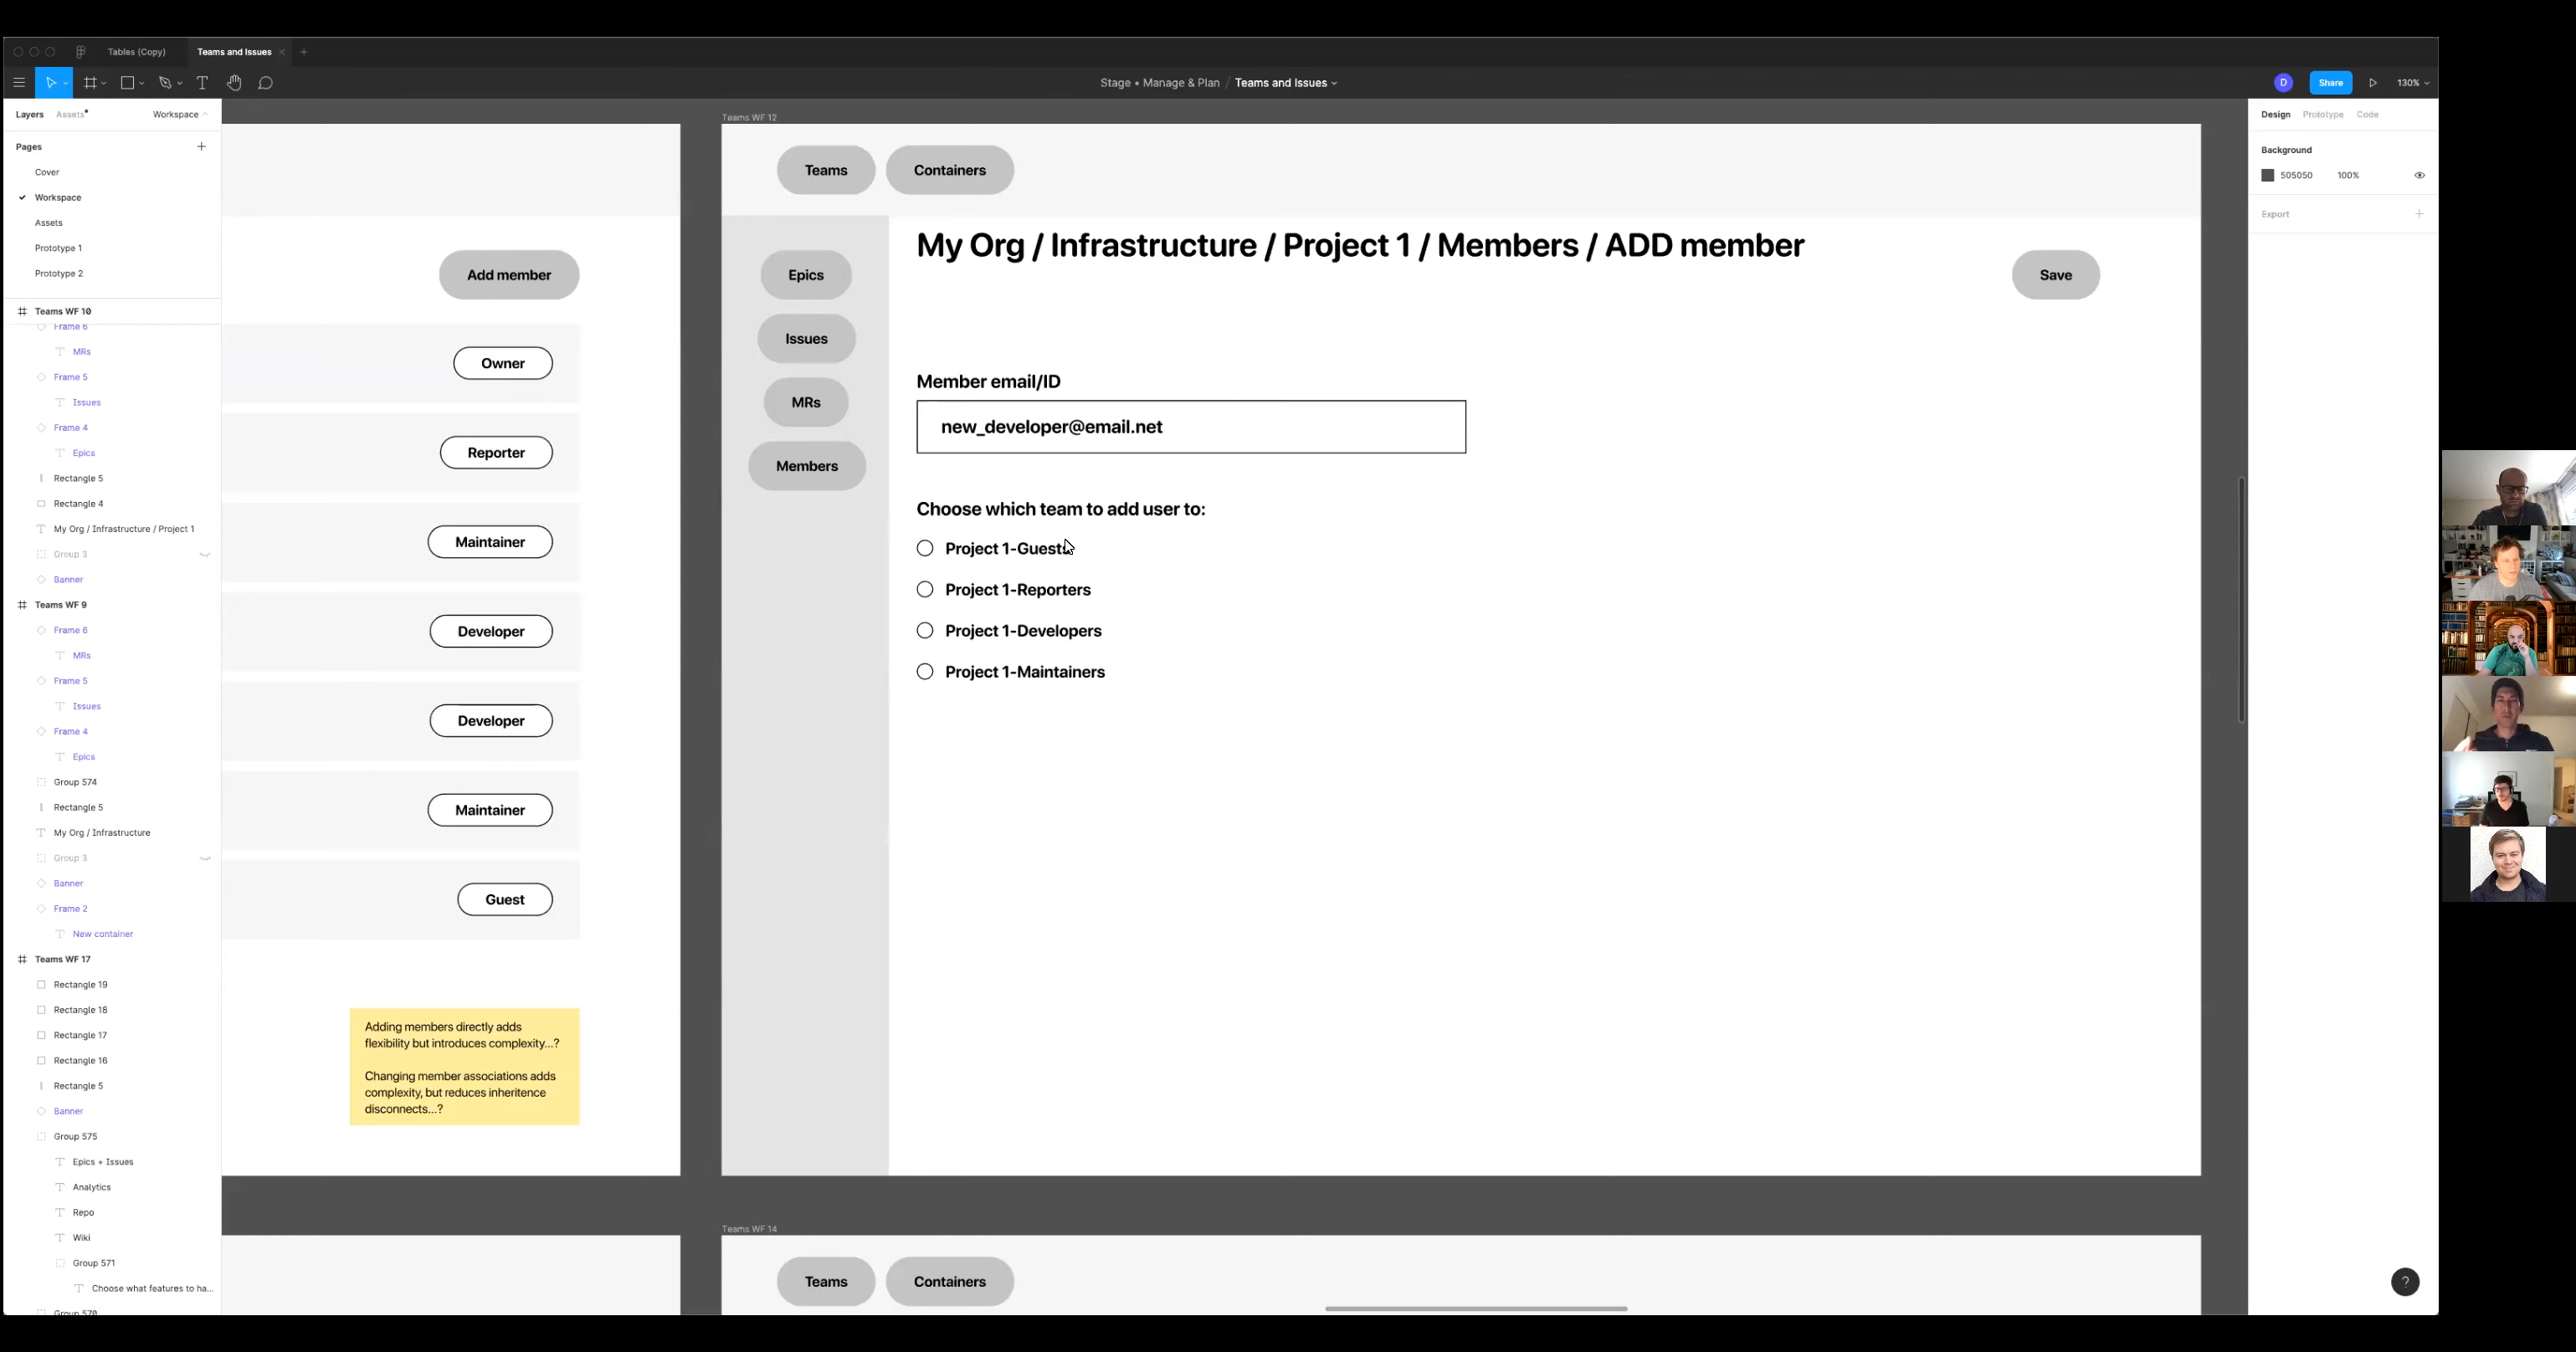 Tables (Copy)
Teams and Issues
Stage • Manage & Plan / Teams and Issues
D
Share
130%
Layers
Assets
Workspace
Pages
Cover
Workspace
Assets
Prototype 1
Prototype 2
Teams WF 10
Frame 6
MRs
Frame 5
Issues
Frame 4
Epics
Rectangle 5
Rectangle 4
My Org / Infrastructure / Project 1
Group 3
Banner
Teams WF 9
Frame 6
MRs
Frame 5
Issues
Frame 4
Epics
Group 574
Rectangle 5
My Org / Infrastructure
Group 3
Banner
Frame 2
New container
Teams WF 17
Rectangle 19
Rectangle 18
Rectangle 17
Rectangle 16
Rectangle 5
Banner
Group 575
Epics + Issues
Analytics
Repo
Wiki
Group 571
Choose what features to ha...
Group 570
Add member
Owner
Reporter
Maintainer
Developer
Developer
Maintainer
Guest
Adding members directly adds
flexibility but introduces complexity...?
Changing member associations adds
complexity, but reduces inheritence
disconnects...?
Teams WF 12
Teams
Containers
Epics
Issues
MRs
Members
My Org / Infrastructure / Project 1 / Members / ADD member
Save
Member email/ID
new_developer@email.net
Choose which team to add user to:
Project 1-Guests
Project 1-Reporters
Project 1-Developers
Project 1-Maintainers
Teams WF 14
Teams
Containers
Design
Prototype
Code
Background
505050
100%
Export
?